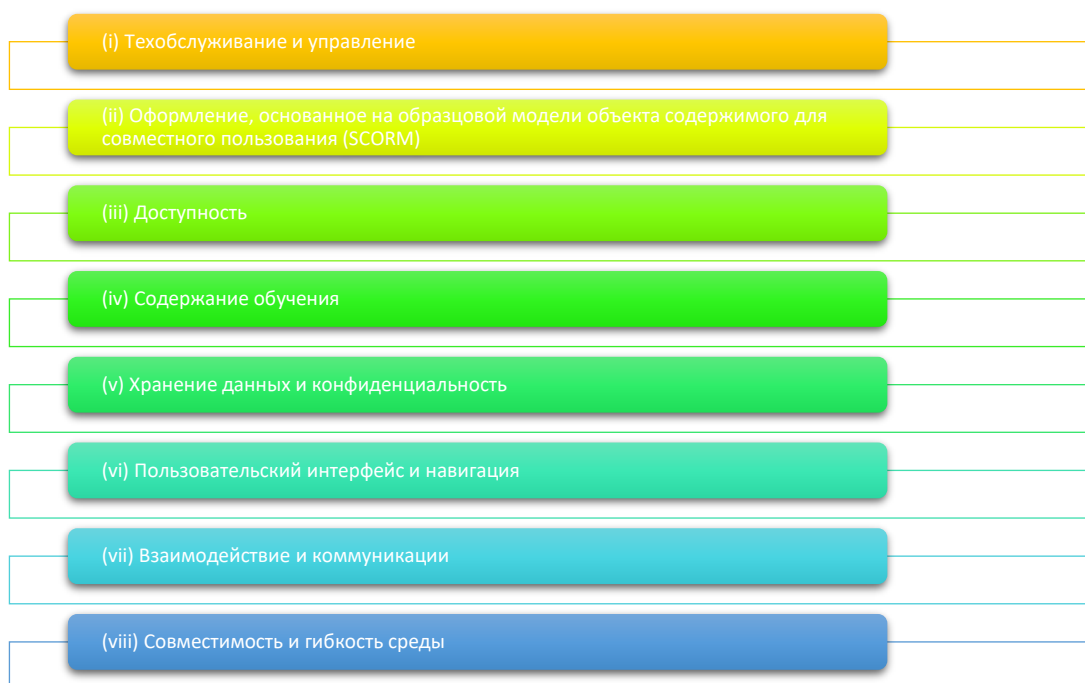 (i) Техобслуживание и управление
(ii) Оформление, основанное на образцовой модели объекта содержимого для
совместного пользования (SCORM)
(iii) Доступность
(iv) Содержание обучения
(v) Хранение данных и конфиденциальность
(vi) Пользовательский интерфейс и навигация
(vii) Взаимодействие и коммуникации
(viii) Совместимость и гибкость среды